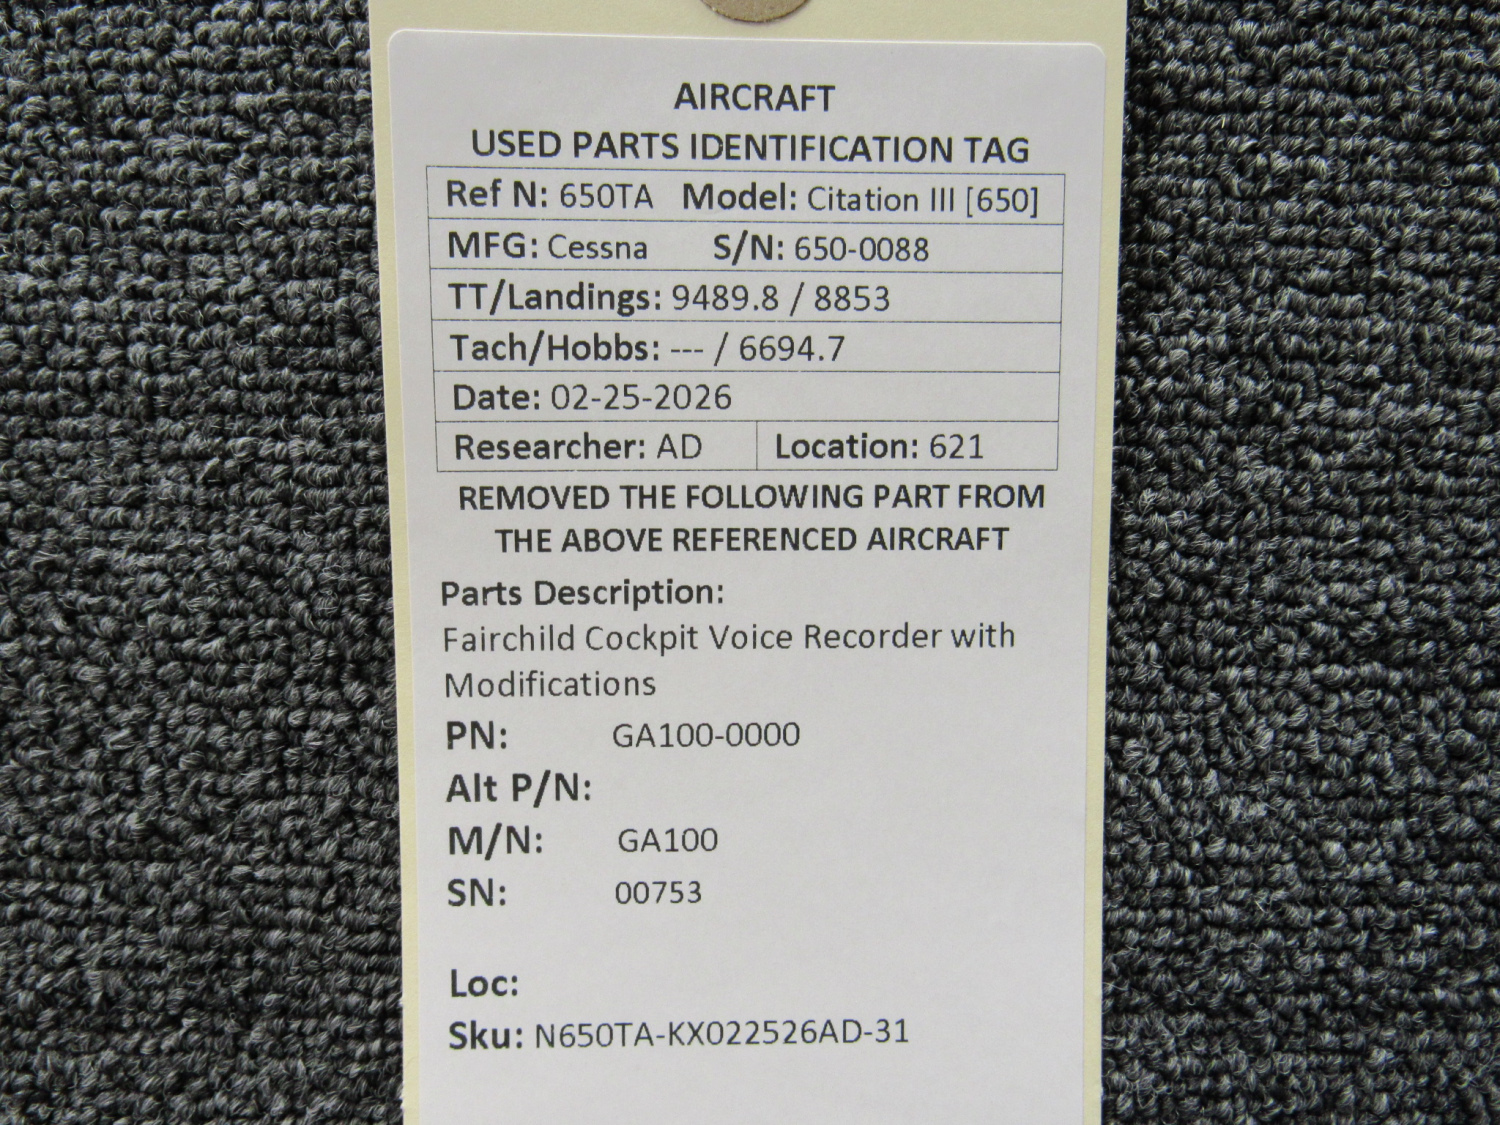 AIRCRAFT
USED PARTS IDENTIFICATION TAG
Ref N: 650TA Model: Citation III [650]
MFG: Cessna S/N: 650-0088
TT/Landings: 9489.8 / 8853
Tach/Hobbs: --- / 6694.7
Date: 02-25-2026
Researcher: AD Location: 621
REMOVED THE FOLLOWING PART FROM
THE ABOVE REFERENCED AIRCRAFT
Parts Description:
Fairchild Cockpit Voice Recorder with
Modifications
PN: GA100-0000
Alt P/N:
M/N: GA100
SN: 00753
Loc:
Sku: N650TA-KX022526AD-31